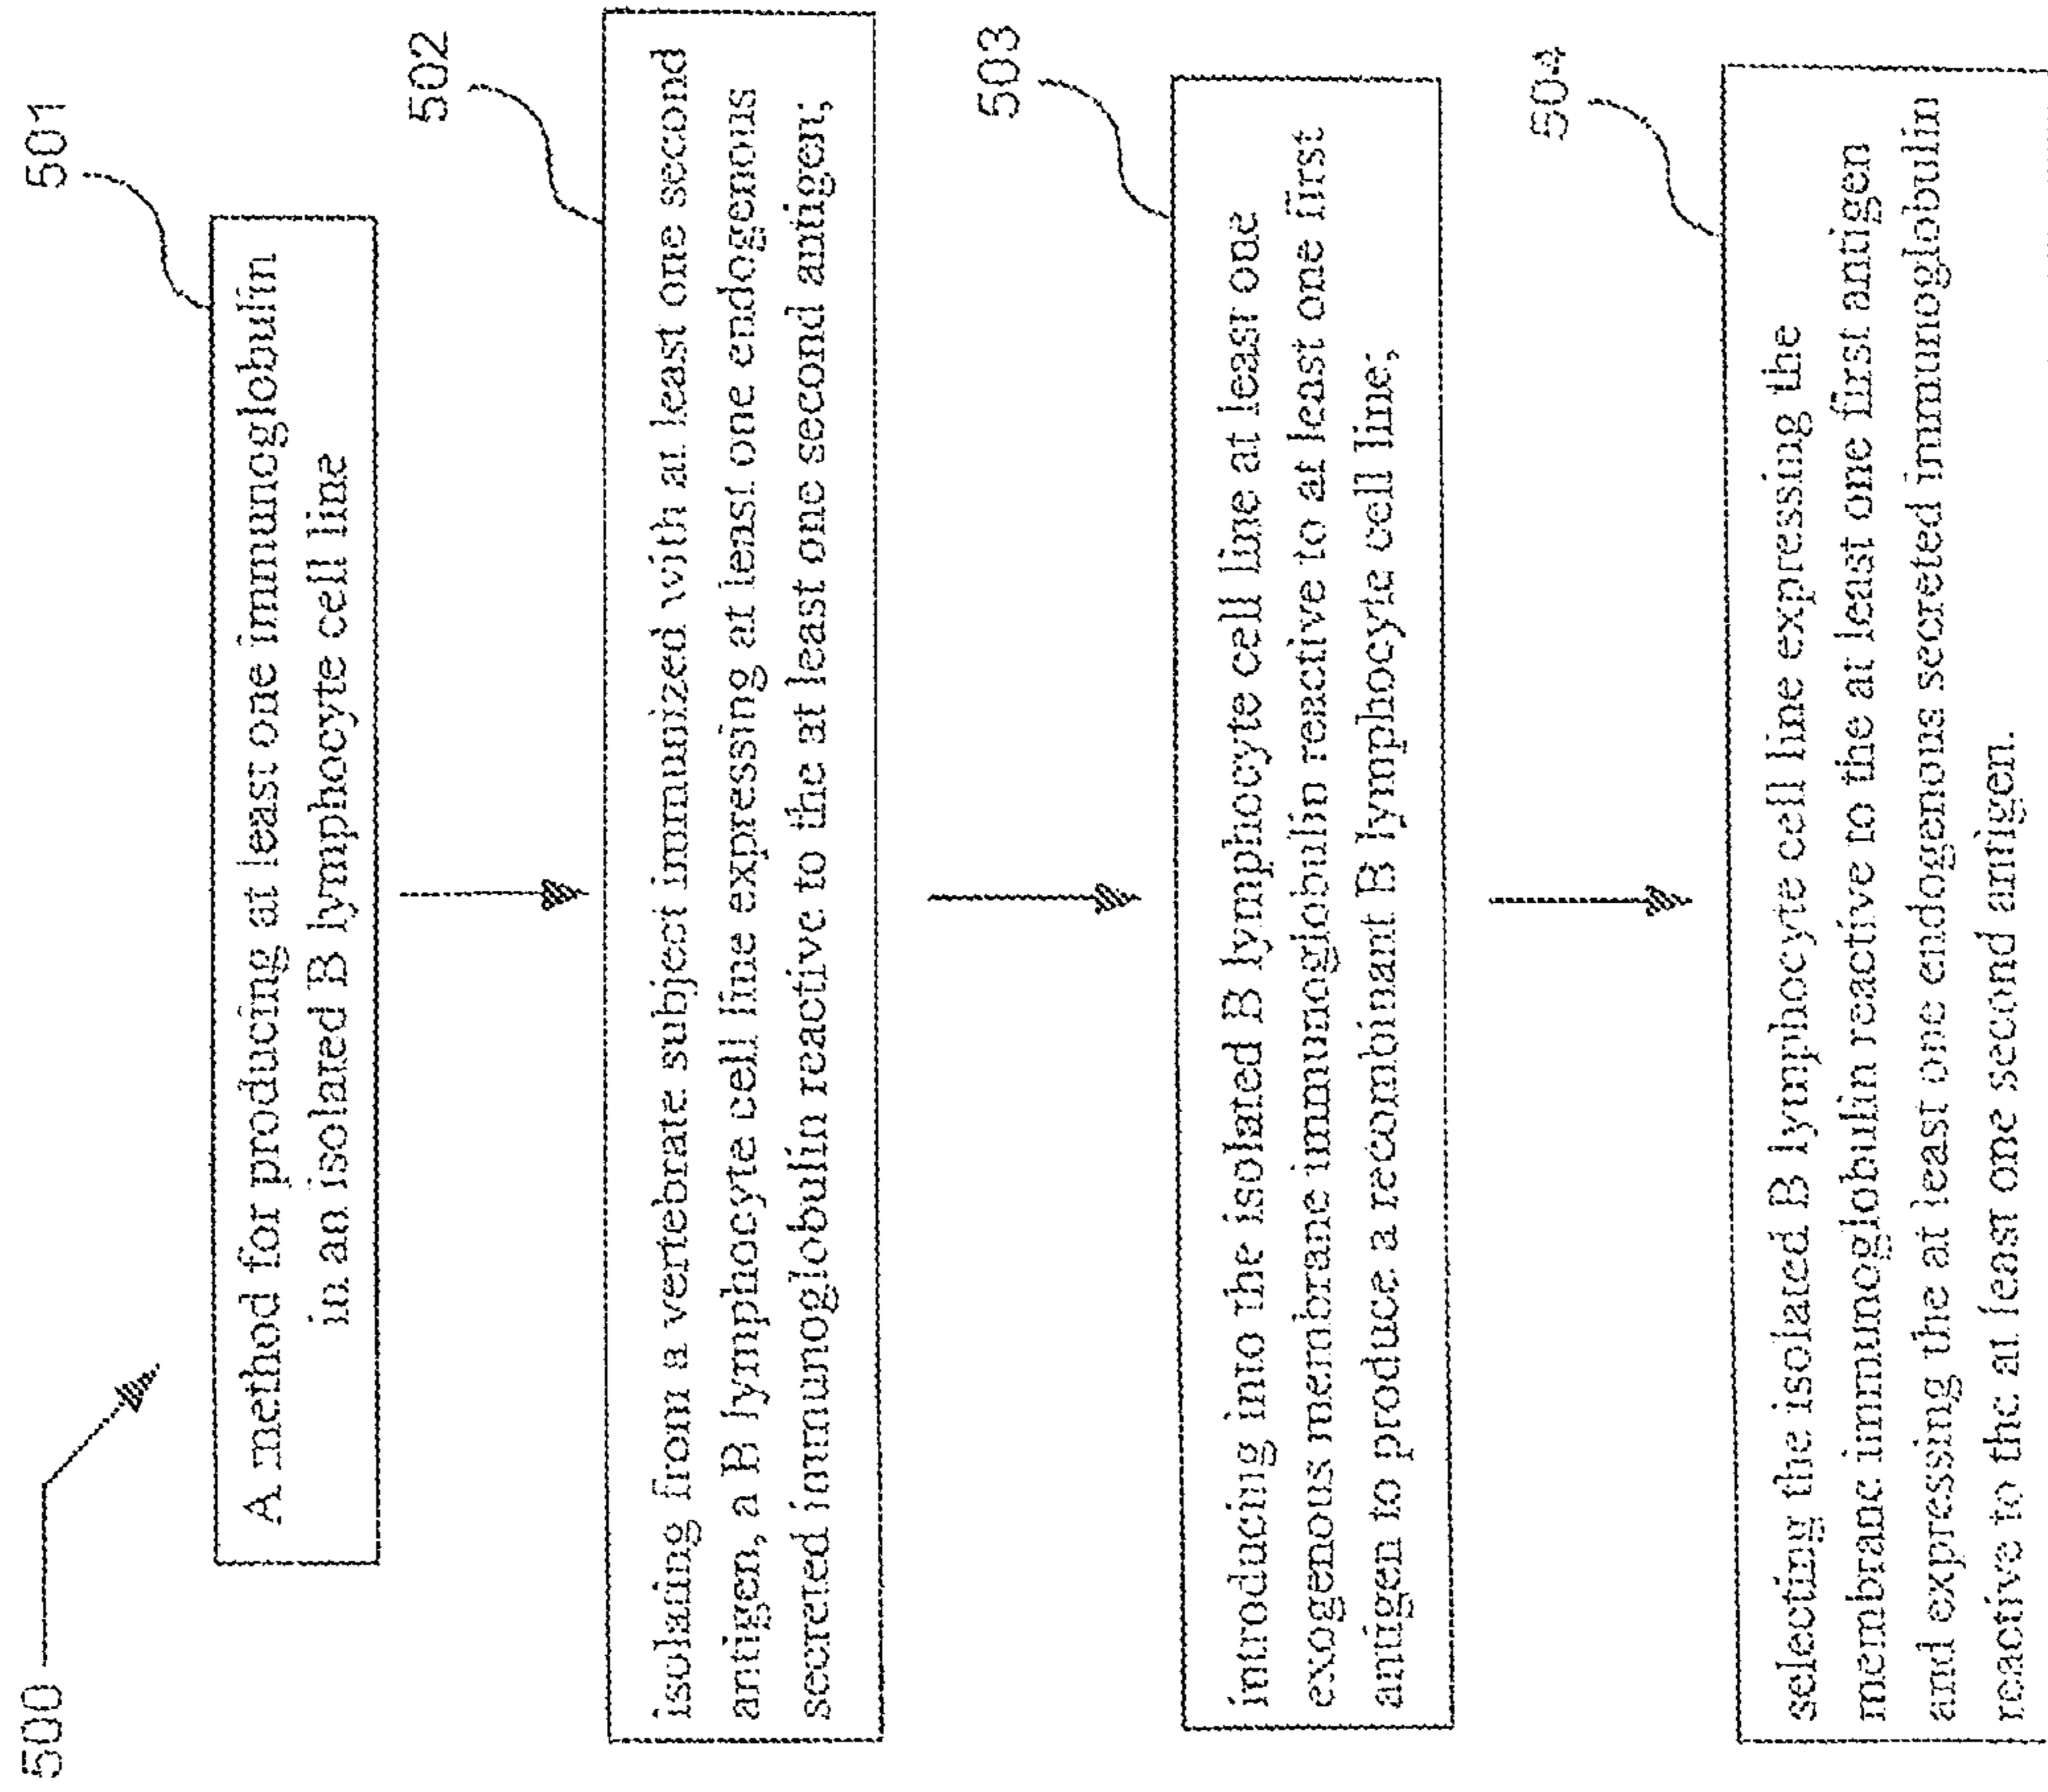 500
501
A method for producing at least one immunoglobulin
in an isolated B lymphocyte cell line
502
isolating from a vertebrate subject immunized with at least one second
antigen, a B lymphocyte cell line expressing at least one endogenous
secreted immunoglobulin reactive to the at least one second antigen;
503
introducing into the isolated B lymphocyte cell line at least one
exogenous membrane immunoglobulin reactive to at least one first
antigen to produce a recombinant B lymphocyte cell line;
504
selecting the isolated B lymphocyte cell line expressing the
membrane immunoglobulin reactive to the at least one first antigen
and expressing the at least one endogenous secreted immunoglobulin
reactive to the at least one second antigen.